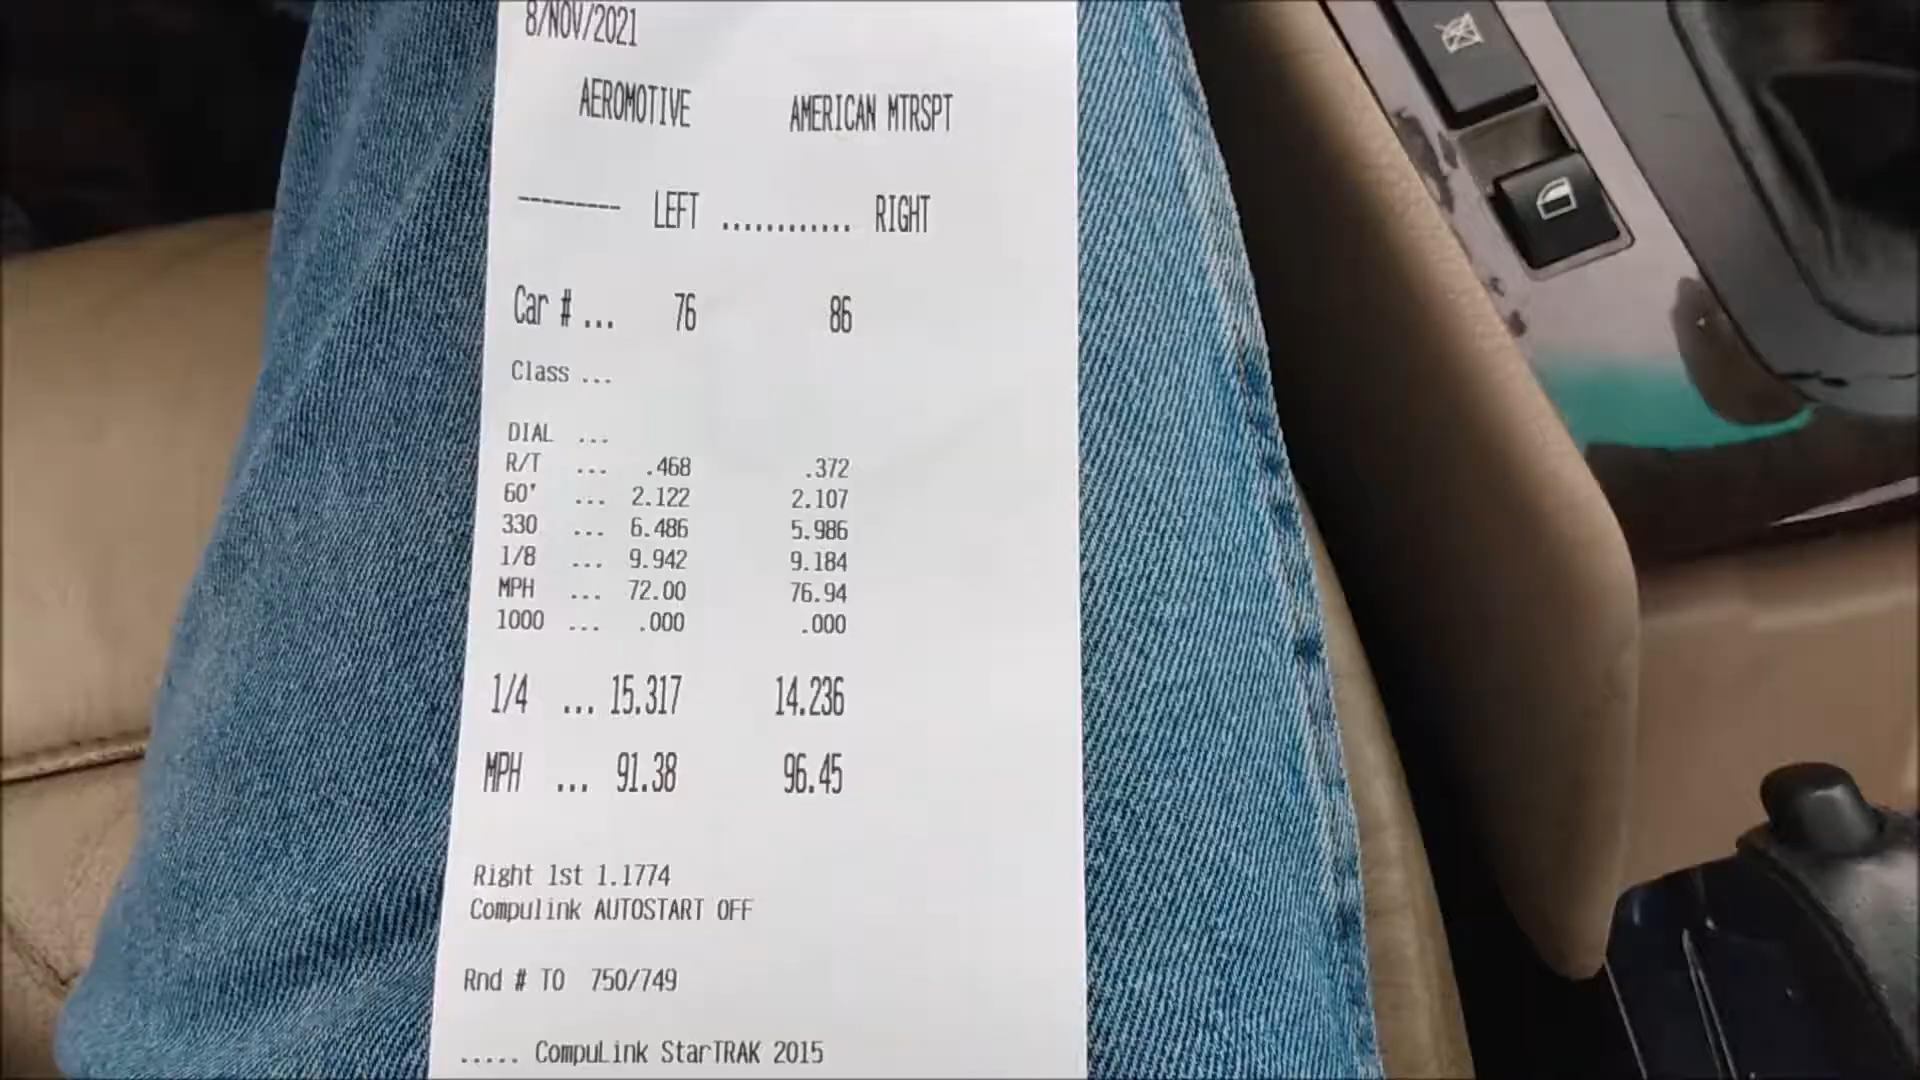 8/NOV/2021
AEROMOTIVE AMERICAN MTRSPT
--------- LEFT ............ RIGHT
Car # ... 76 86
Class ...
DIAL ...
R/T ... .468 .372
60' ... 2.122 2.107
330 ... 6.486 5.986
1/8 ... 9.942 9.184
MPH ... 72.00 76.94
1000 ... .000 .000
1/4 ... 15.317 14.236
MPH ... 91.38 96.45
Right 1st 1.1774
Compulink AUTOSTART OFF
Rnd # TO 750/749
..... CompuLink StarTRAK 2015